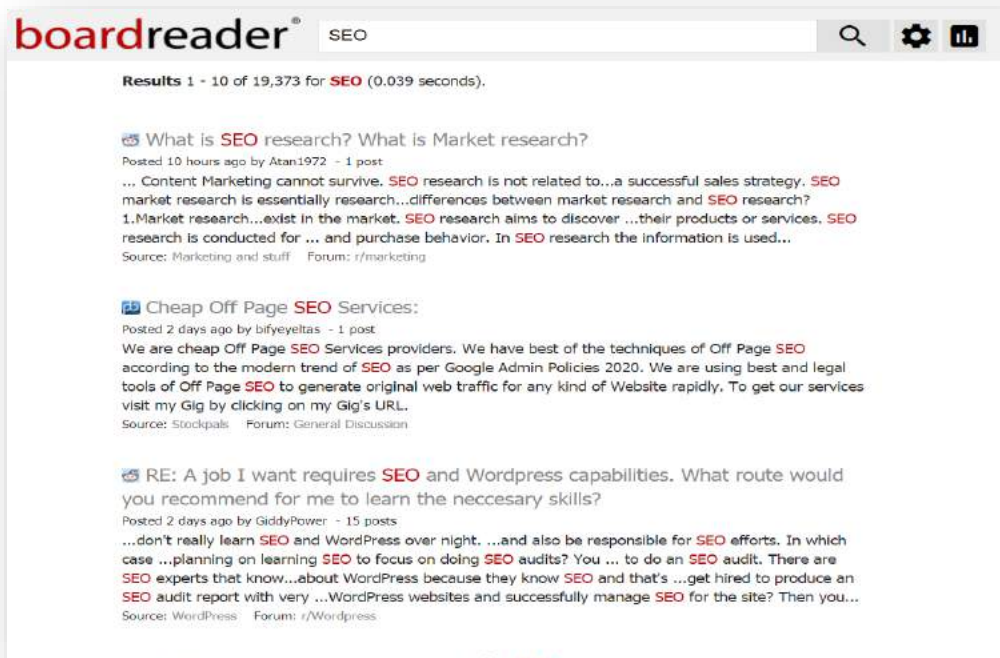 boardreader®
SEO
Results 1 - 10 of 19,373 for SEO (0.039 seconds).
What is SEO research? What is Market research?
Posted 10 hours ago by Atan1972 - 1 post
... Content Marketing cannot survive. SEO research is not related to...a successful sales strategy. SEO
market research is essentially research...differences between market research and SEO research?
1.Market research...exist in the market. SEO research aims to discover ...their products or services. SEO
research is conducted for ... and purchase behavior. In SEO research the information is used...
Source: Marketing and stuff Forum: r/marketing
Cheap Off Page SEO Services:
Posted 2 days ago by bifyeyeltas - 1 post
We are cheap Off Page SEO Services providers. We have best of the techniques of Off Page SEO
according to the modern trend of SEO as per Google Admin Policies 2020. We are using best and legal
tools of Off Page SEO to generate original web traffic for any kind of Website rapidly. To get our services
visit my Gig by clicking on my Gig's URL.
Source: Stockpals Forum: General Discussion
RE: A job I want requires SEO and Wordpress capabilities. What route would
you recommend for me to learn the neccesary skills?
Posted 2 days ago by GiddyPower - 15 posts
...don't really learn SEO and WordPress over night. ...and also be responsible for SEO efforts. In which
case ...planning on learning SEO to focus on doing SEO audits? You ... to do an SEO audit. There are
SEO experts that know...about WordPress because they know SEO and that's ...get hired to produce an
SEO audit report with very ...WordPress websites and successfully manage SEO for the site? Then you...
Source: WordPress Forum: r/Wordpress